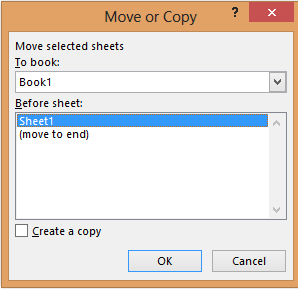 Move or Copy
?
Move selected sheets
To book:
Book1
Before sheet:
Sheet1
(move to end)
Create a copy
OK Cancel